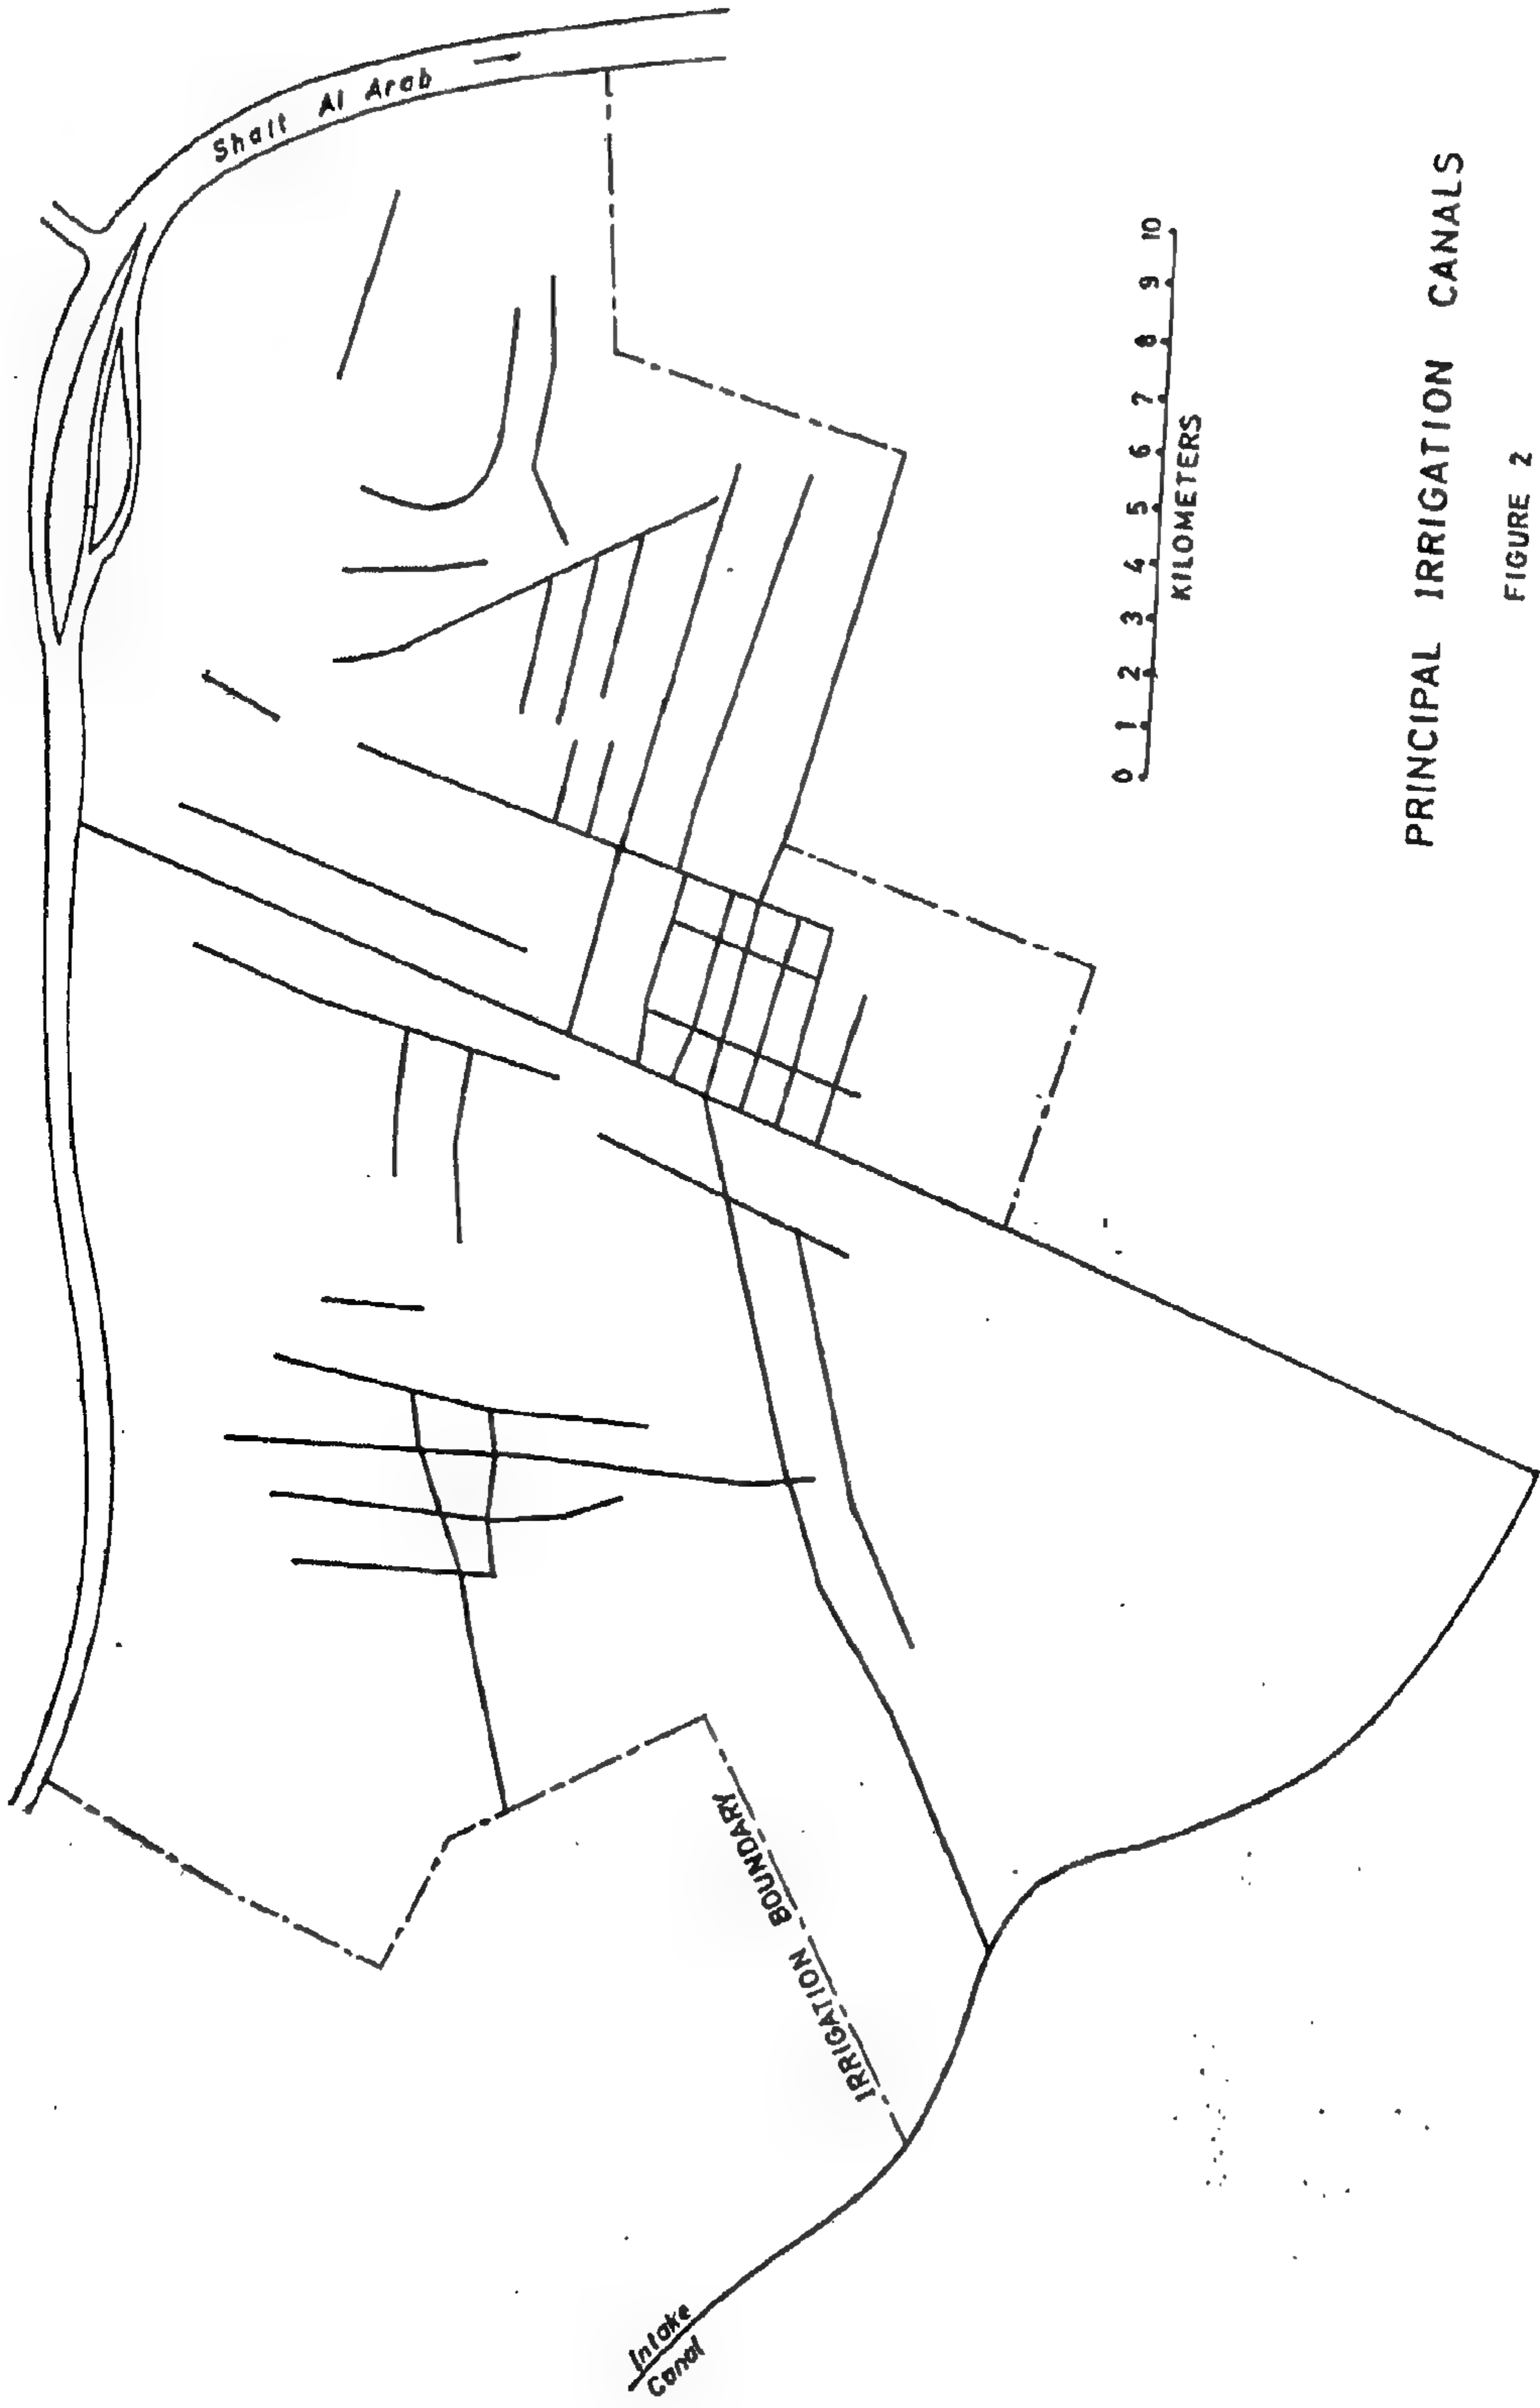 Shatt Al Arab
IRRIGATION BOUNDARY
Intake
Canal
0 1 2 3 4 5 6 7 8 9 10
KILOMETERS
PRINCIPAL IRRIGATION CANALS
FIGURE 2